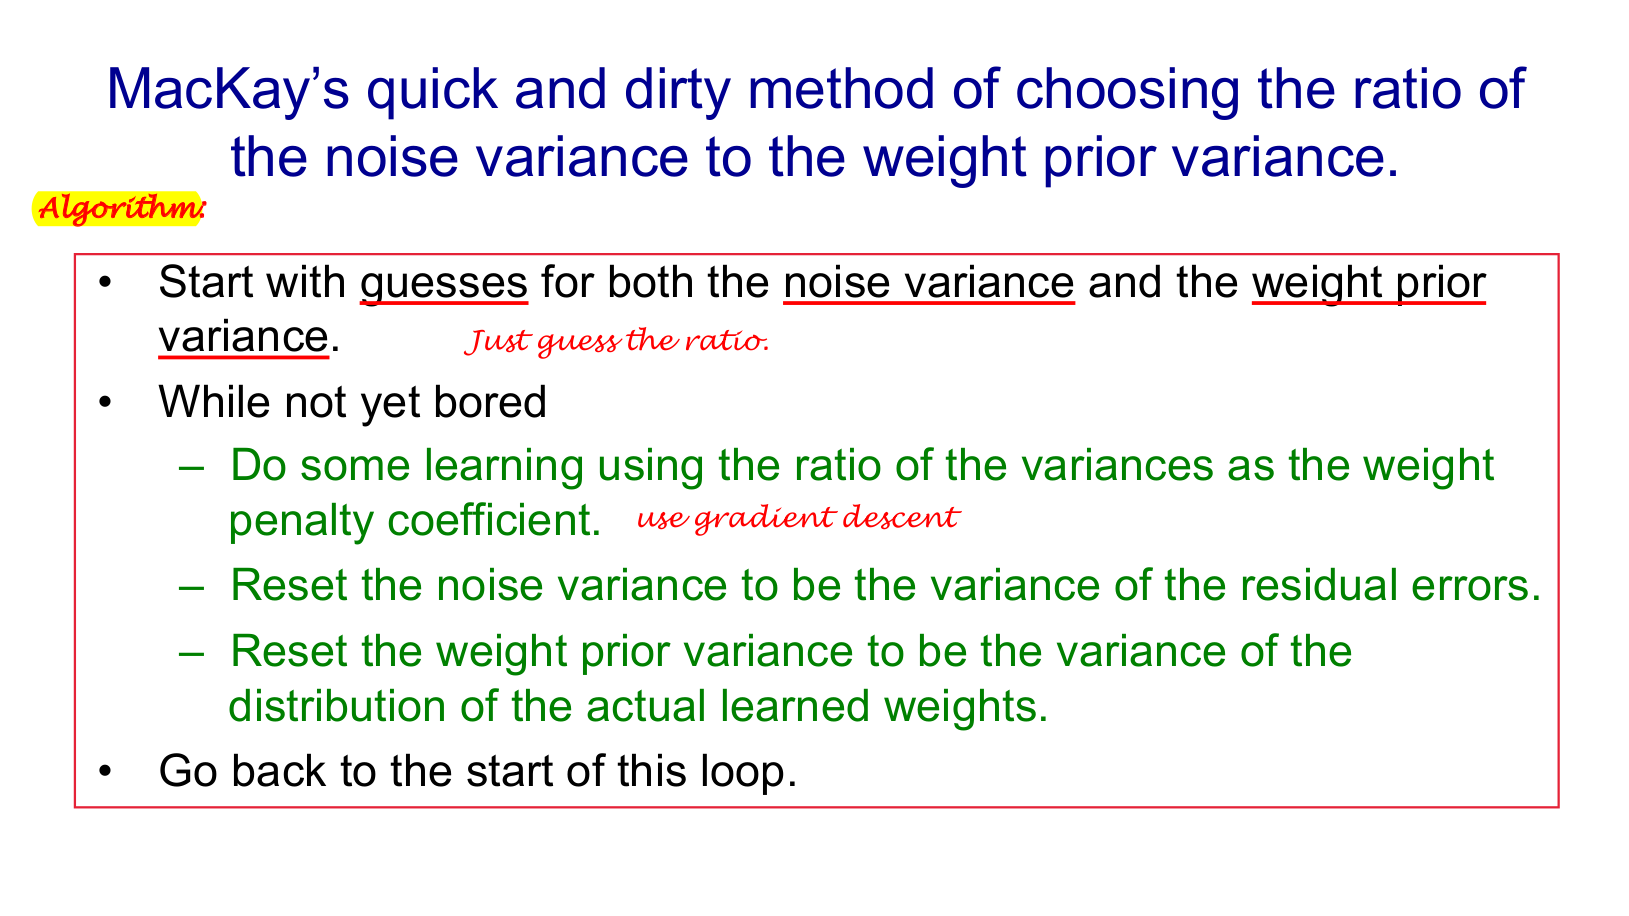 MacKay's quick and dirty method of choosing the ratio of
the noise variance to the weight prior variance.
Algorithm:
• Start with guesses for both the noise variance and the weight prior
variance. Just guess the ratio.
• While not yet bored
– Do some learning using the ratio of the variances as the weight
penalty coefficient. use gradient descent
– Reset the noise variance to be the variance of the residual errors.
– Reset the weight prior variance to be the variance of the
distribution of the actual learned weights.
• Go back to the start of this loop.